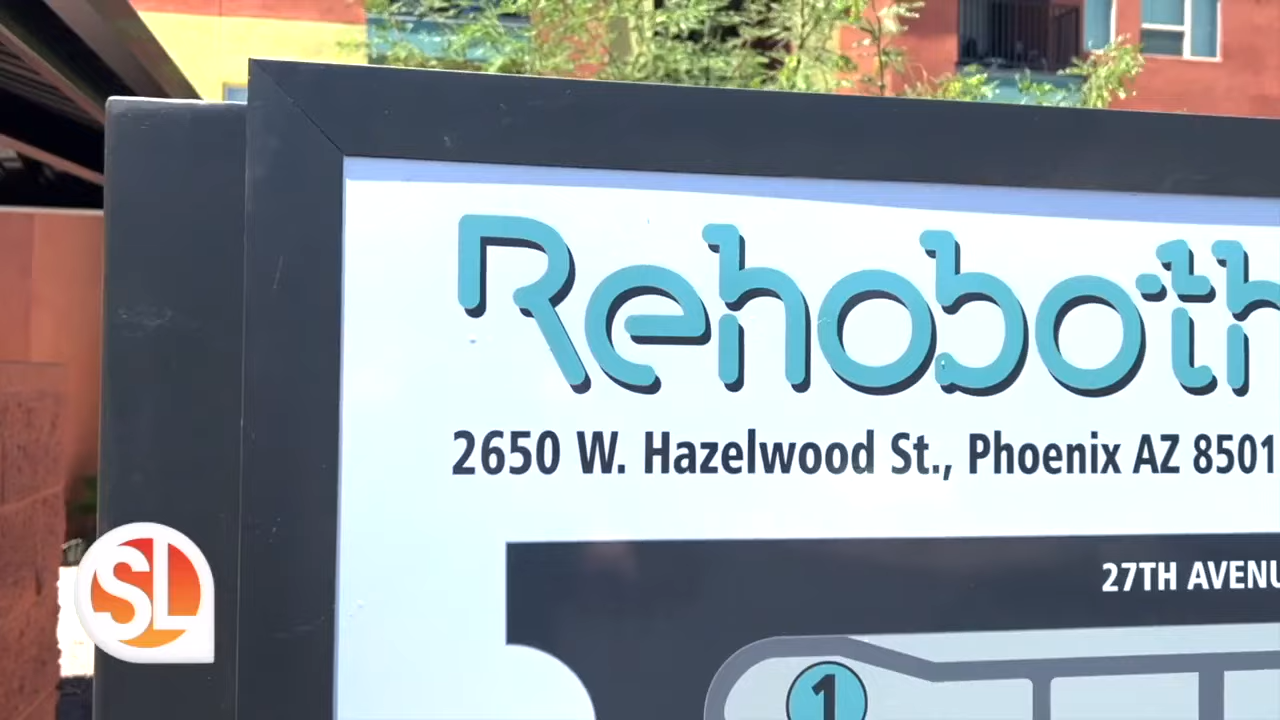 Rehoboth
2650 W. Hazelwood St., Phoenix AZ 8501
27TH AVENU
1
SL